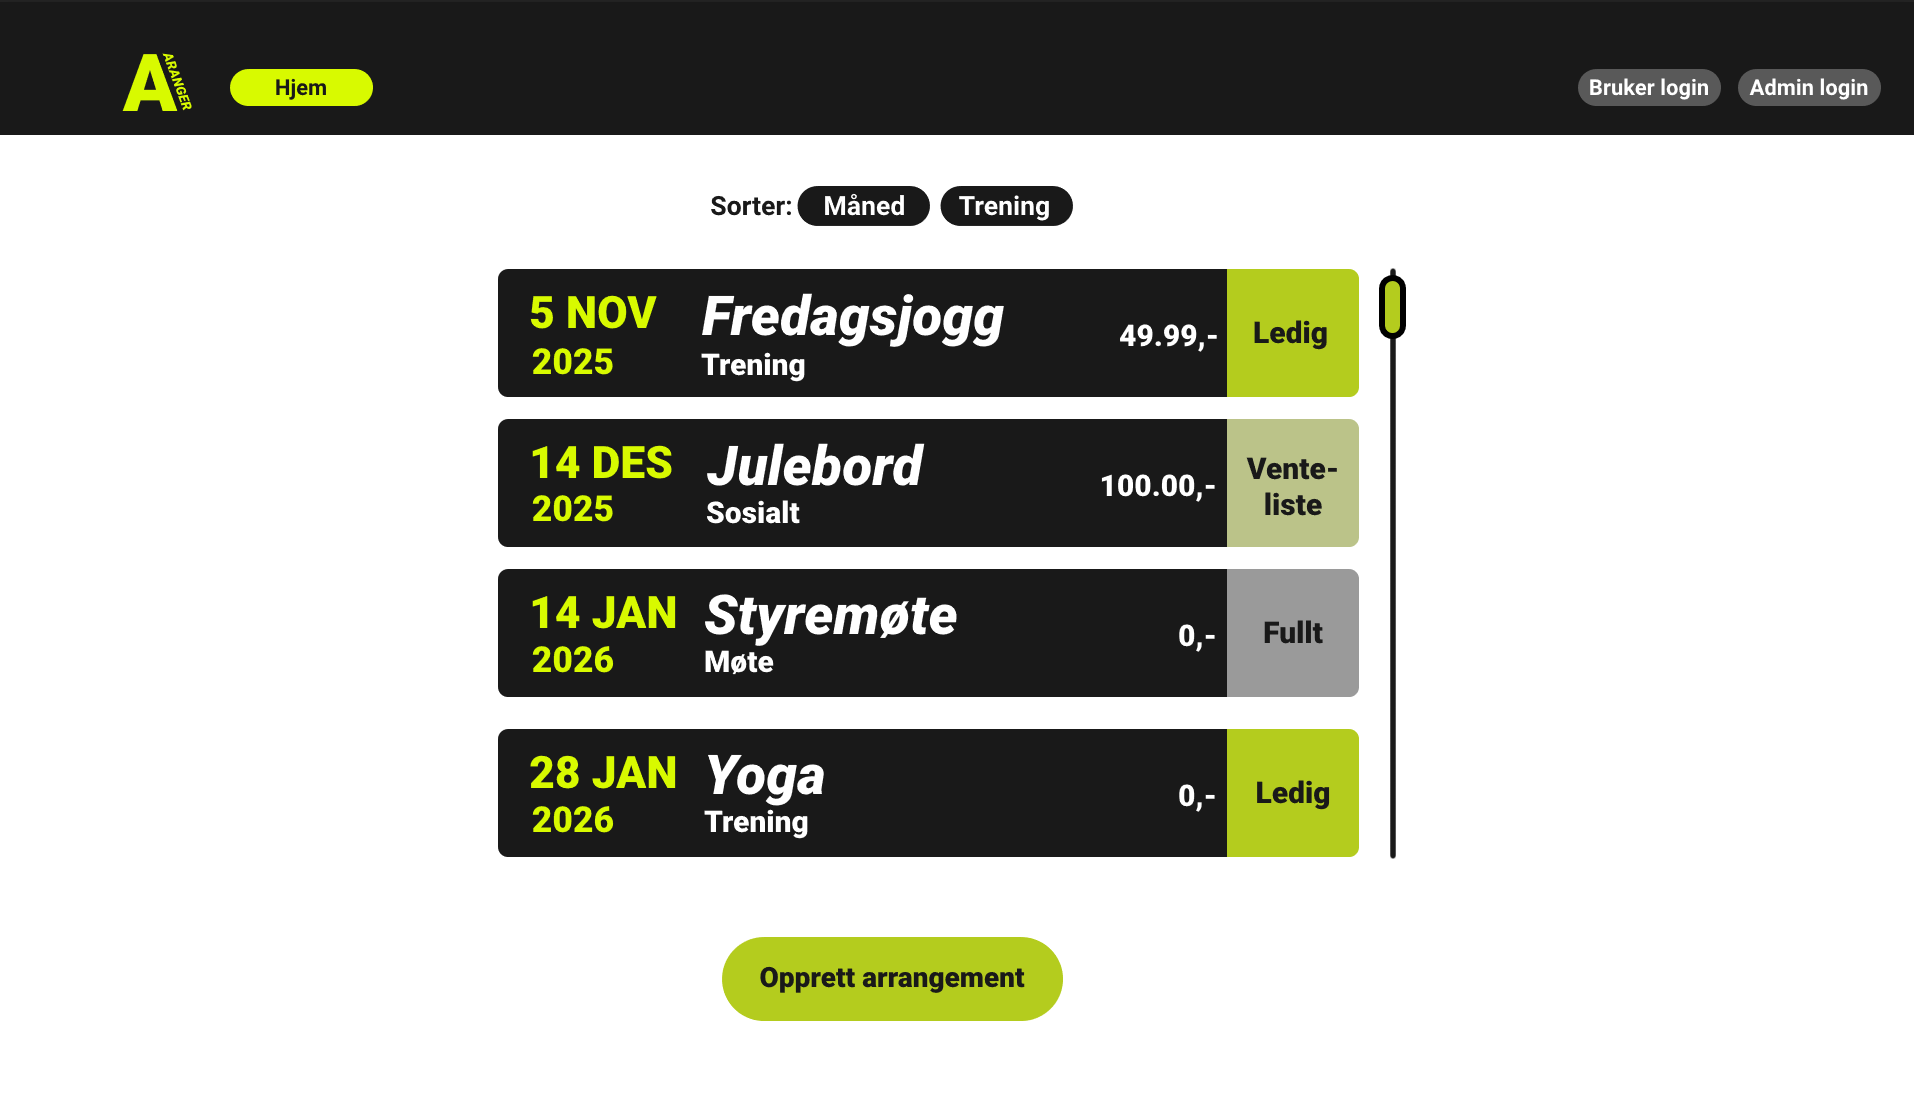 A ARANGER
Hjem
Bruker login
Admin login
Sorter: Måned Trening
5 NOV
2025
Fredagsjogg
Trening
49.99,-
Ledig
14 DES
2025
Julebord
Sosialt
100.00,-
Vente-
liste
14 JAN
2026
Styremøte
Møte
0,-
Fullt
28 JAN
2026
Yoga
Trening
0,-
Ledig
Opprett arrangement